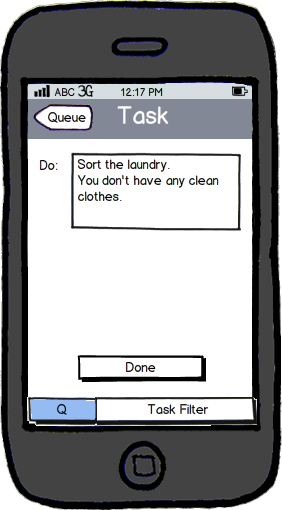 ABC 3G 12:17 PM
Queue Task
Do: Sort the laundry.
You don't have any clean
clothes.
Done
Q Task Filter